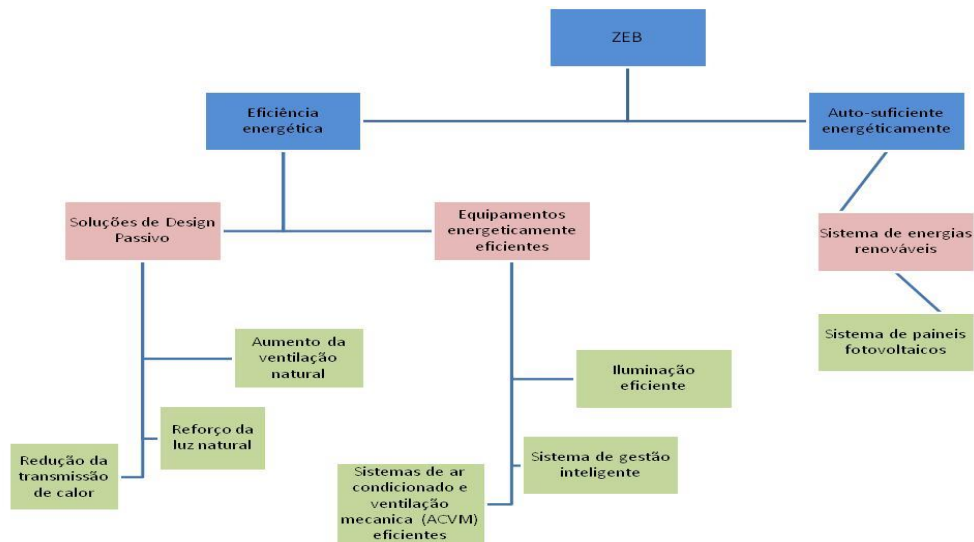 ZEB
Eficiência
energética
Auto-suficiente
energéticamente
Soluções de Design
Passivo
Equipamentos
energeticamente
eficientes
Sistema de energias
renováveis
Aumento da
ventilação
natural
Iluminação
eficiente
Sistema de paineis
fotovoltaicos
Reforço da
luz natural
Redução da
transmissão
de calor
Sistema de gestão
inteligente
Sistemas de ar
condicionado e
ventilação
mecanica (ACVM)
eficientes